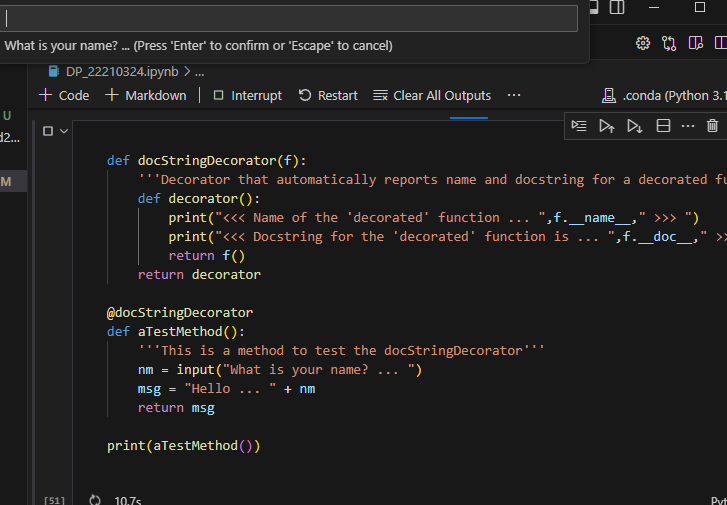 What is your name? ... (Press 'Enter' to confirm or 'Escape' to cancel)
DP_22210324.ipynb > ...
+ Code + Markdown | Interrupt Restart Clear All Outputs ... .conda (Python 3.1
U
d2...
M
def docStringDecorator(f):
'''Decorator that automatically reports name and docstring for a decorated fu
def decorator():
print("<<< Name of the 'decorated' function ... ",f.__name__," >>> ")
print("<<< Docstring for the 'decorated' function is ... ",f.__doc__," >>
return f()
return decorator
@docStringDecorator
def aTestMethod():
'''This is a method to test the docStringDecorator'''
nm = input("What is your name? ... ")
msg = "Hello ... " + nm
return msg
print(aTestMethod())
[51] 10.7s Pyt